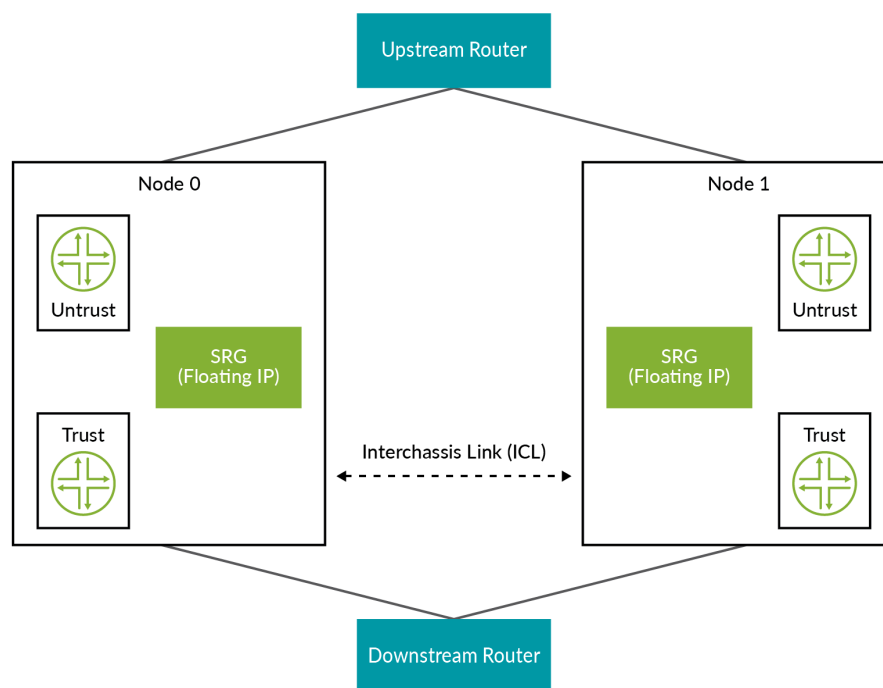 Upstream Router
Node 0
Node 1
Untrust
Untrust
SRG
(Floating IP)
SRG
(Floating IP)
Trust
Trust
Interchassis Link (ICL)
Downstream Router